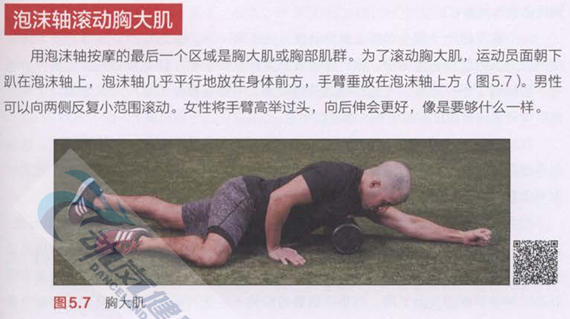 泡沫轴滚动胸大肌
用泡沫轴按摩的最后一个区域是胸大肌或胸部肌群。为了滚动胸大肌，运动员面朝下
趴在泡沫轴上，泡沫轴几乎平行地放在身体前方，手臂垂放在泡沫轴上方（图5.7）。男性
可以向两侧反复小范围滚动。女性将手臂高举过头，向后伸会更好，像是要够什么一样。
图5.7 胸大肌